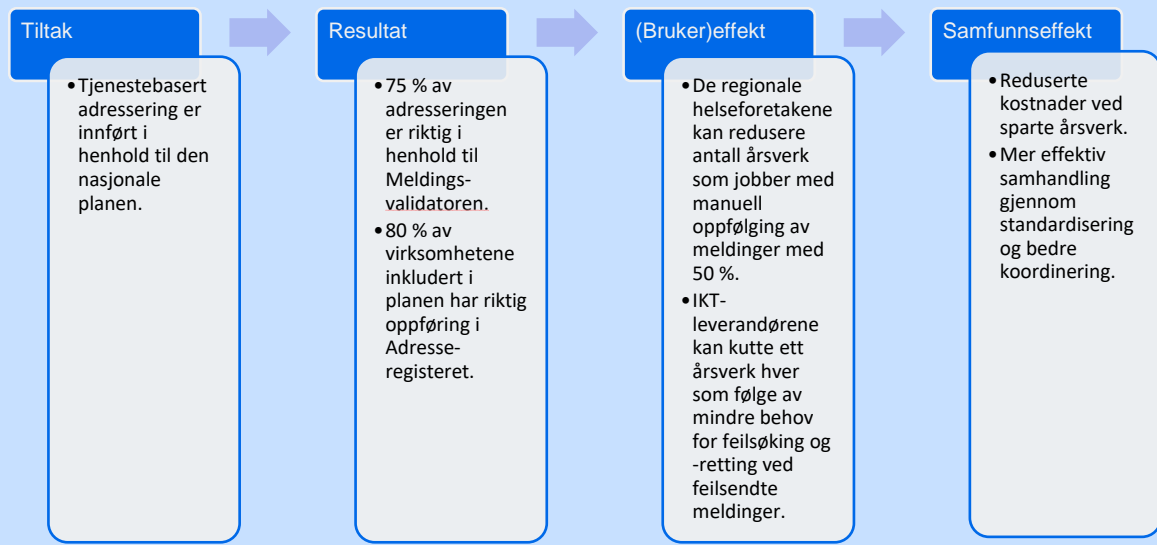 Tiltak
• Tjenestebasert
adressering er
innført i
henhold til den
nasjonale
planen.
Resultat
• 75 % av
adresseringen
er riktig i
henhold til
Meldings-
validatoren.
• 80 % av
virksomhetene
inkludert i
planen har riktig
oppføring i
Adresse-
registeret.
(Bruker)effekt
• De regionale
helseforetakene
kan redusere
antall årsverk
som jobber med
manuell
oppfølging av
meldinger med
50 %.
• IKT-
leverandørene
kan kutte ett
årsverk hver
som følge av
mindre behov
for feilsøking og
-retting ved
feilsendte
meldinger.
Samfunnseffekt
• Reduserte
kostnader ved
sparte årsverk.
• Mer effektiv
samhandling
gjennom
standardisering
og bedre
koordinering.